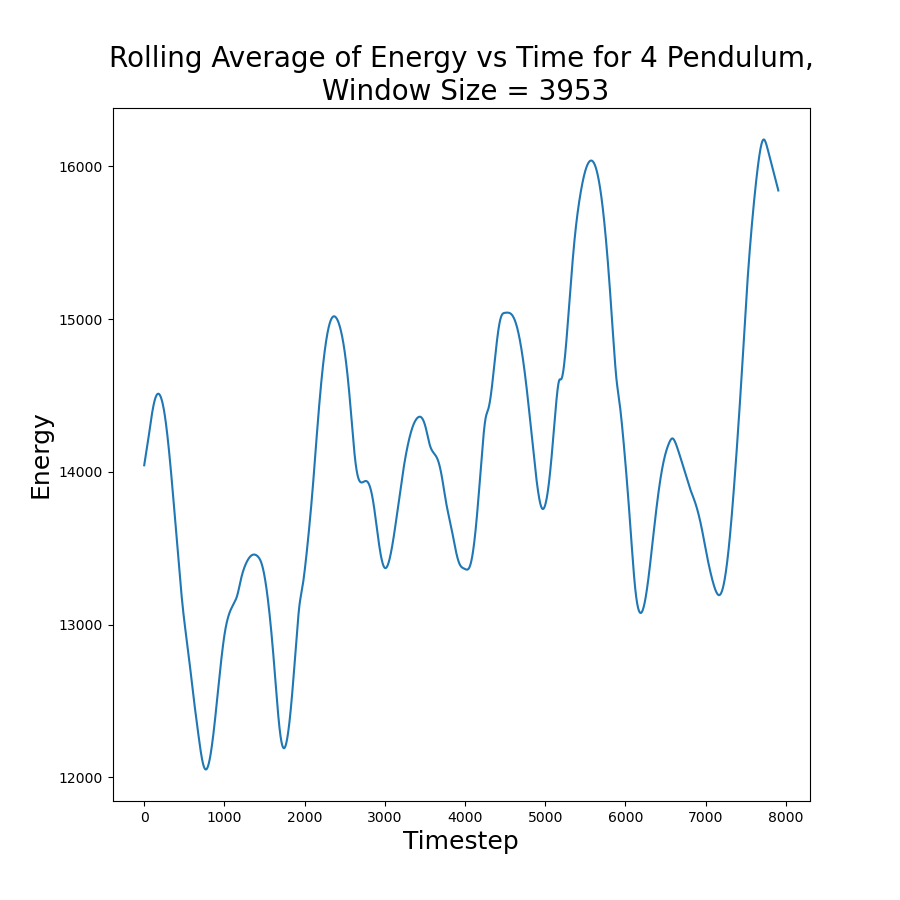 Rolling Average of Energy vs Time for 4 Pendulum,
Window Size = 3953
Energy
16000
15000
14000
13000
12000
0 1000 2000 3000 4000 5000 6000 7000 8000
Timestep